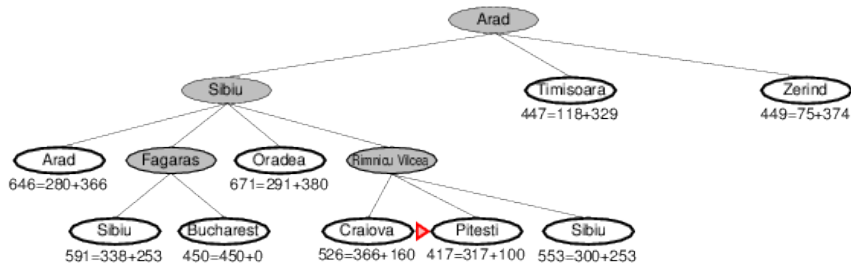 Arad
Sibiu Timisoara Zerind
447=118+329 449=75+374
Arad Fagaras Oradea Rimnicu Vilcea
646=280+366 671=291+380
Sibiu Bucharest Craiova Pitesti Sibiu
591=338+253 450=450+0 526=366+160 417=317+100 553=300+253